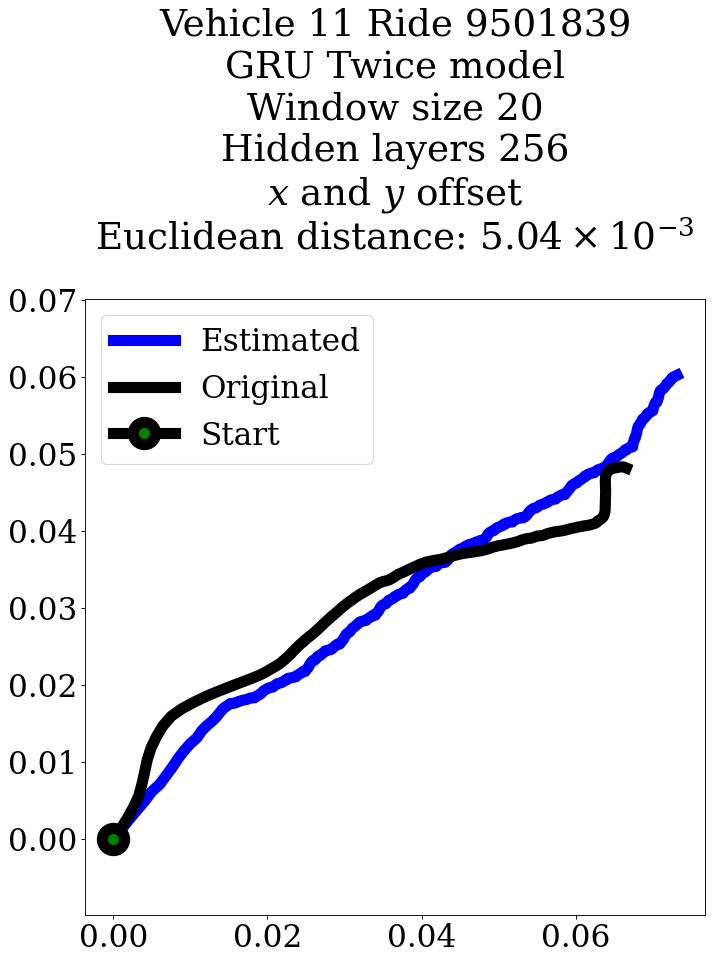 Vehicle 11 Ride 9501839
GRU Twice model
Window size 20
Hidden layers 256
x and y offset
Euclidean distance: 5.04 × 10⁻³
0.07
0.06
0.05
0.04
0.03
0.02
0.01
0.00
Estimated
Original
Start
0.00 0.02 0.04 0.06